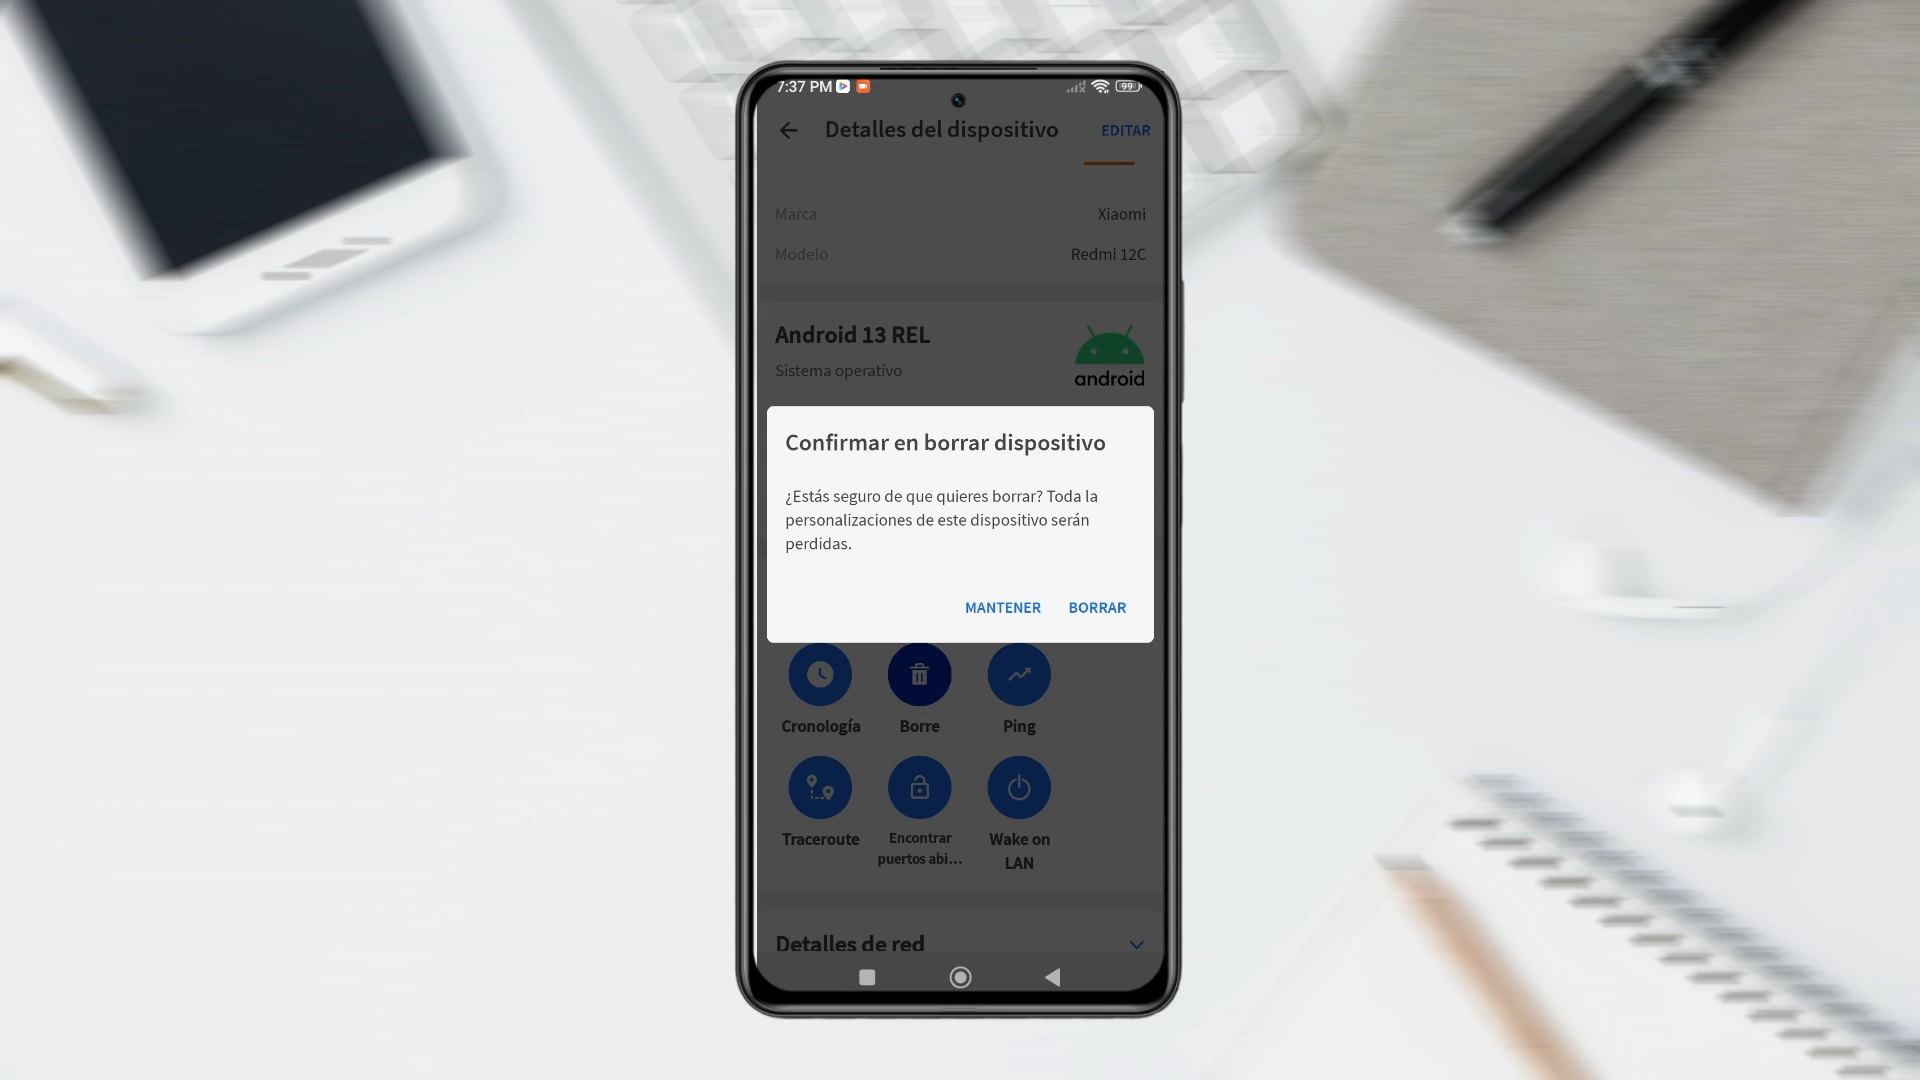 7:37 PM
99
Detalles del dispositivo
EDITAR
Marca
Xiaomi
Modelo
Redmi 12C
Android 13 REL
Sistema operativo
android
Confirmar en borrar dispositivo
¿Estás seguro de que quieres borrar? Toda la
personalizaciones de este dispositivo serán
perdidas.
MANTENER
BORRAR
Cronología
Borre
Ping
Traceroute
Encontrar
puertos abi...
Wake on
LAN
Detalles de red